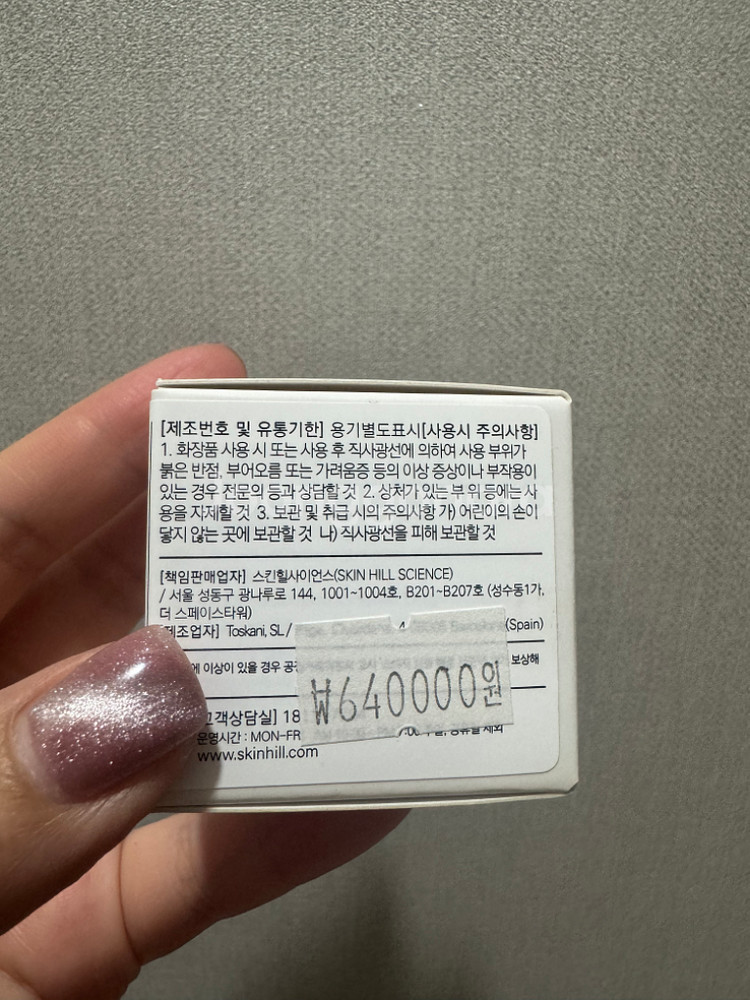 [제조번호 및 유통기한] 용기별도표시[사용시 주의사항]
1. 화장품 사용 시 또는 사용 후 직사광선에 의하여 사용 부위가
붉은 반점, 부어오름 또는 가려움증 등의 이상 증상이나 부작용이
있는 경우 전문의 등과 상담할 것 2. 상처가 있는 부 위 등에는 사
용을 자제할 것 3. 보관 및 취급 시의 주의사항 가) 어린이의 손이
닿지 않는 곳에 보관할 것 나) 직사광선을 피해 보관할 것
[책임판매업자] 스킨힐사이언스(SKIN HILL SCIENCE)
/ 서울 성동구 광나루로 144, 1001~1004호, B201~B207호 (성수동1가,
더 스페이스타워)
[제조업자] Toskani, SL / (Spain)
에 이상이 있을 경우 보상해
₩640000원
고객상담실] 18
운영시간 : MON-FR
www.skinhill.com